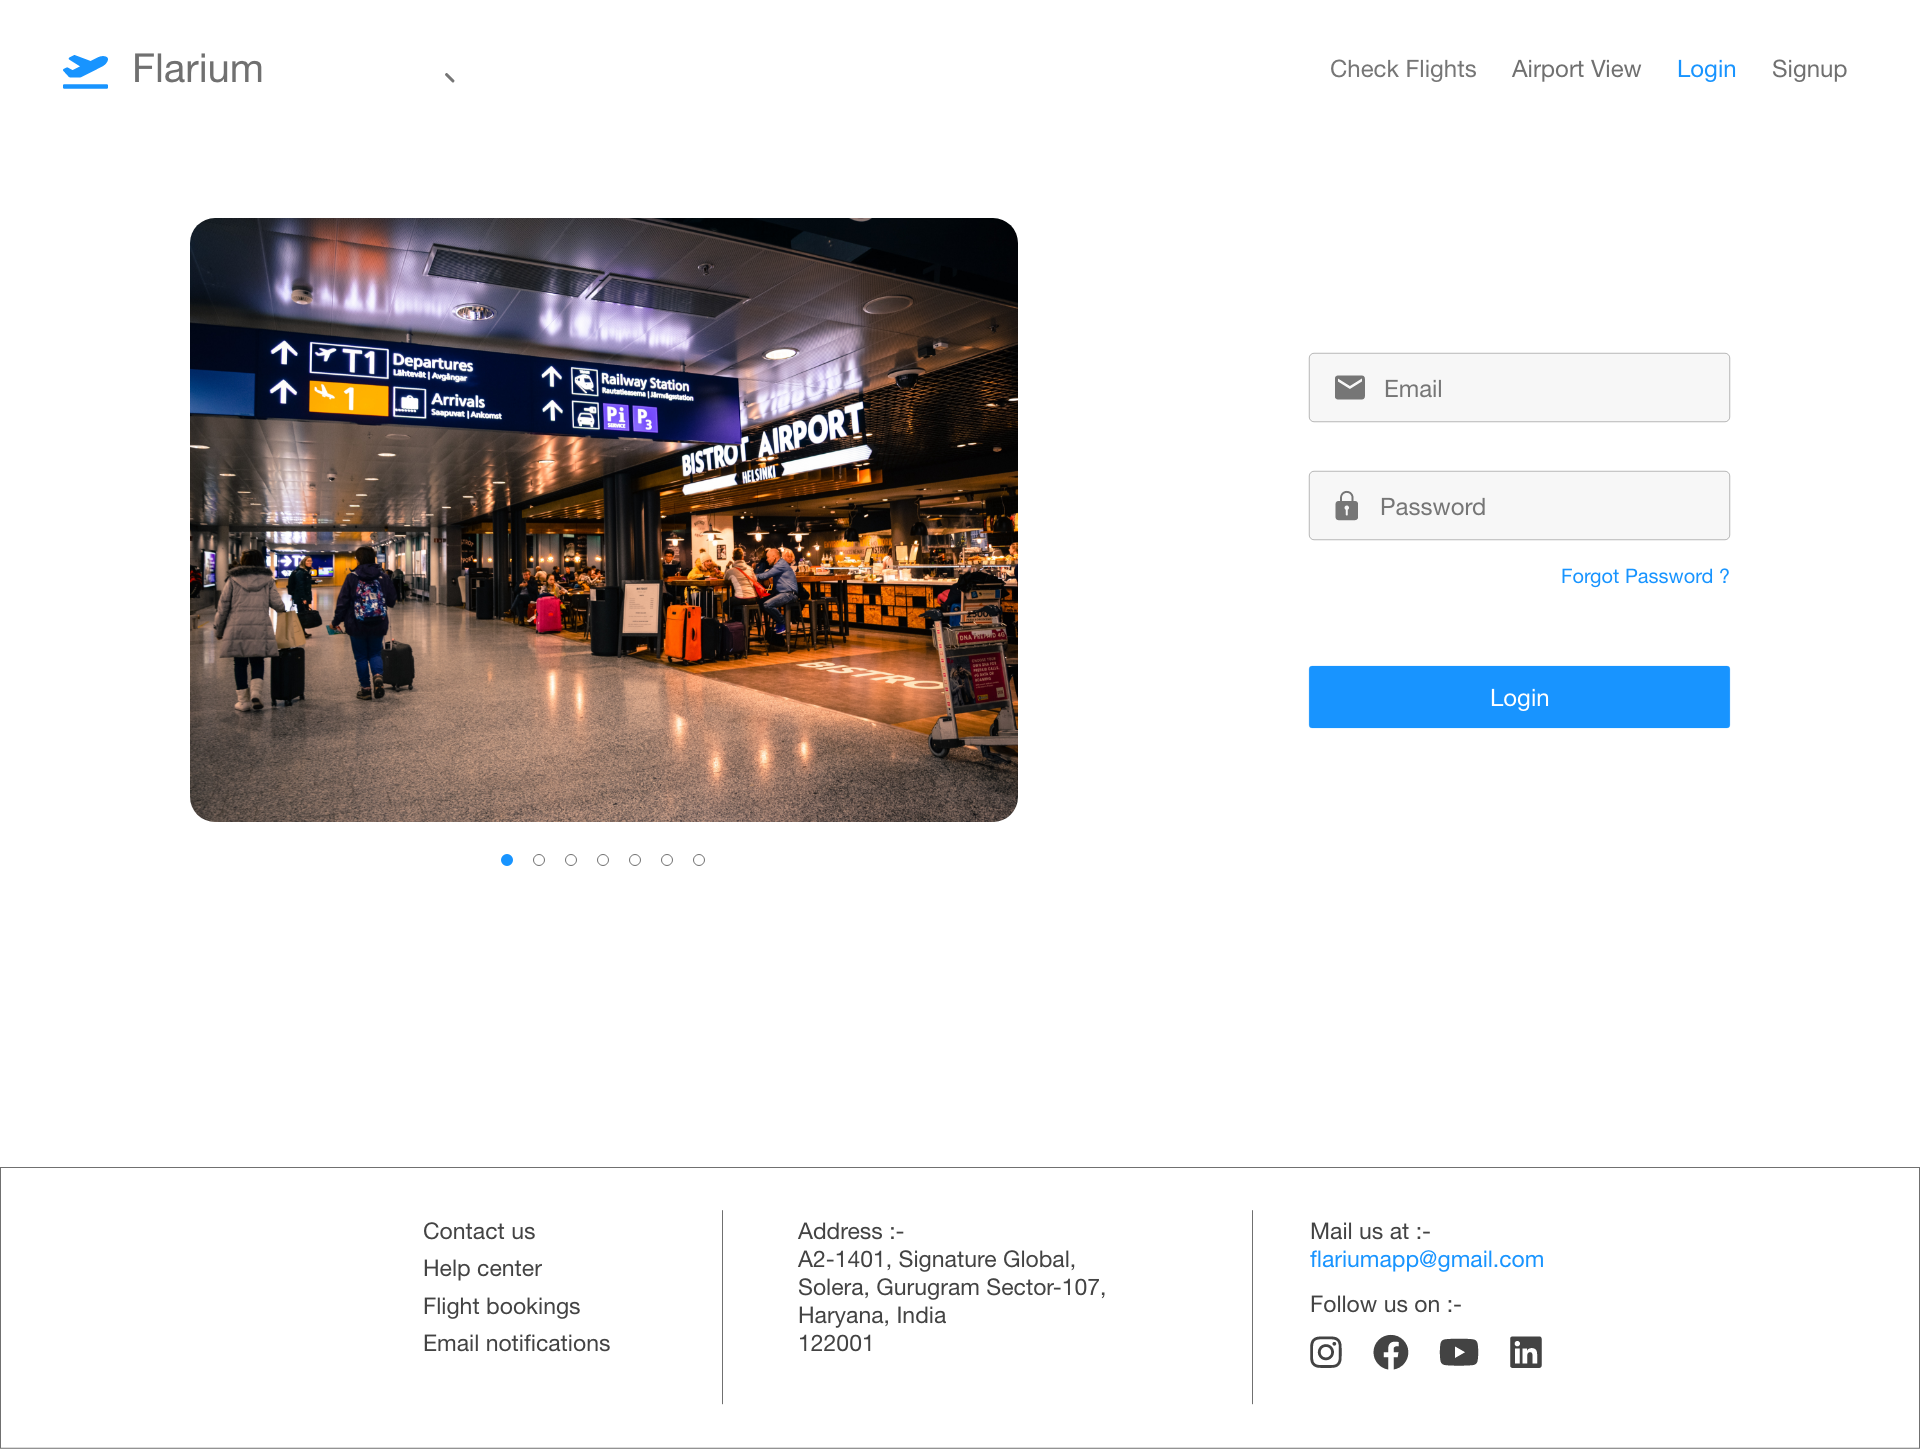 Flarium
Check Flights Airport View Login Signup
T1 Departures
Lähtevät | Avgångar
1 Arrivals
Saapuvat | Ankomst
Railway Station
Rautatieasema | Järnvägsstation
Pi SERVICE P3
BISTROT AIRPORT
HELSINKI
BISTRO
Email
Password
Forgot Password ?
Login
Contact us
Help center
Flight bookings
Email notifications
Address :-
A2-1401, Signature Global,
Solera, Gurugram Sector-107,
Haryana, India
122001
Mail us at :-
flariumapp@gmail.com
Follow us on :-